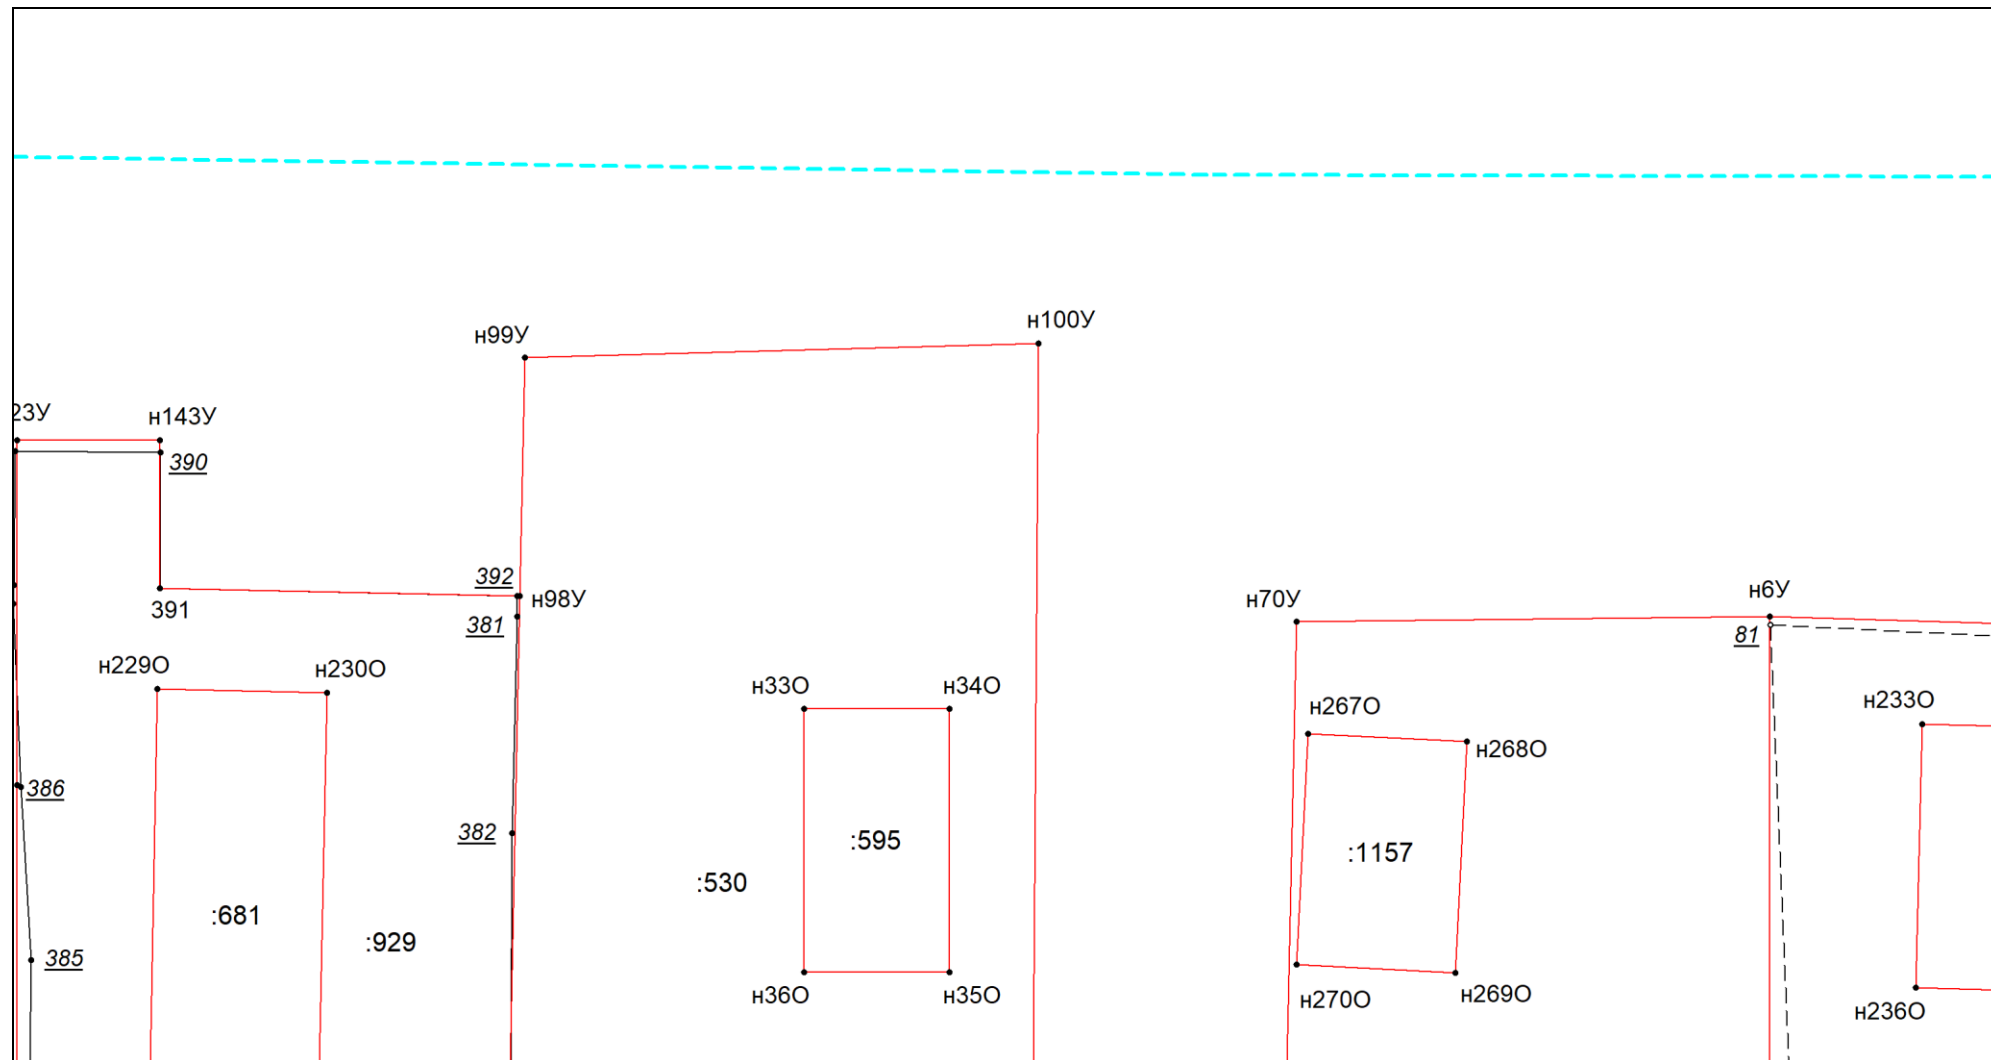 н100У
н99У
23У
н143У
390
392
н98У
391
381
н70У
н6У
81
н229О
н230О
н33О
н34О
н267О
н268О
н233О
386
382
:595
:1157
:530
:681
:929
385
н36О
н35О
н270О
н269О
н236О